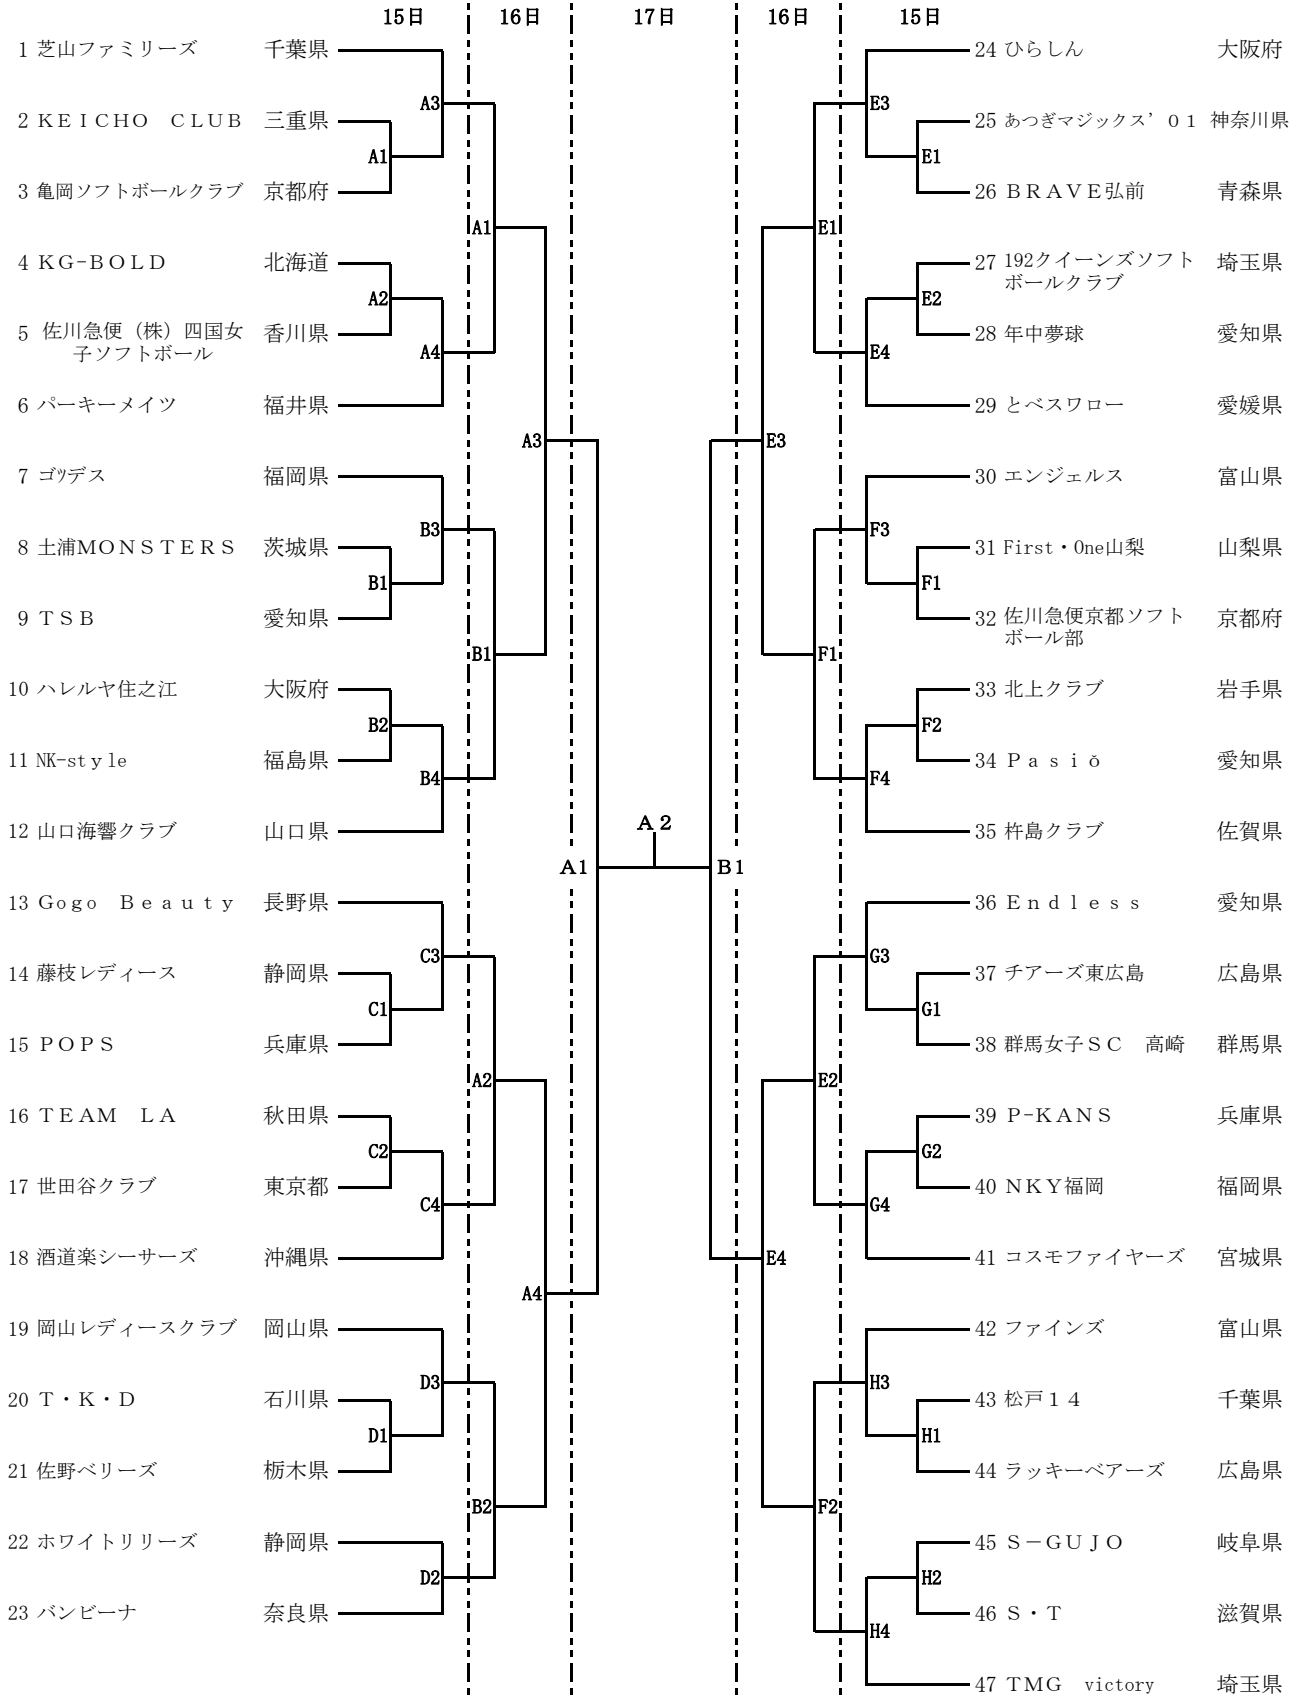 15日 16日 17日 16日 15日
1 芝山ファミリーズ 千葉県
2 ＫＥＩＣＨＯ　ＣＬＵＢ 三重県
3 亀岡ソフトボールクラブ 京都府
4 ＫＧ−ＢＯＬＤ 北海道
5 佐川急便（株）四国女
子ソフトボール 香川県
6 パーキーメイツ 福井県
7 ゴッデス 福岡県
8 土浦ＭＯＮＳＴＥＲＳ 茨城県
9 ＴＳＢ 愛知県
10 ハレルヤ住之江 大阪府
11 NK-style 福島県
12 山口海響クラブ 山口県
13 Ｇｏｇｏ　Ｂｅａｕｔｙ 長野県
14 藤枝レディース 静岡県
15 ＰＯＰＳ 兵庫県
16 ＴＥＡＭ　ＬＡ 秋田県
17 世田谷クラブ 東京都
18 酒道楽シーサーズ 沖縄県
19 岡山レディースクラブ 岡山県
20 Ｔ・Ｋ・Ｄ 石川県
21 佐野ベリーズ 栃木県
22 ホワイトリリーズ 静岡県
23 バンビーナ 奈良県
A3
A1
A2
A4
B3
B1
B2
B4
C3
C1
C2
C4
D3
D1
D2
A1
B1
A2
B2
A3
A4
Ａ1
Ａ２
Ｂ1
E3
E4
E1
F1
E2
F2
E3
E1
E2
E4
F3
F1
F2
F4
G3
G1
G2
G4
H3
H1
H2
H4
24 ひらしん 大阪府
25 あつぎマジックス’０１ 神奈川県
26 ＢＲＡＶＥ弘前 青森県
27 192クイーンズソフト
ボールクラブ 埼玉県
28 年中夢球 愛知県
29 とべスワロー 愛媛県
30 エンジェルス 富山県
31 First・One山梨 山梨県
32 佐川急便京都ソフト
ボール部 京都府
33 北上クラブ 岩手県
34 Ｐａｓｉǒ 愛知県
35 杵島クラブ 佐賀県
36 Ｅｎｄｌｅｓｓ 愛知県
37 チアーズ東広島 広島県
38 群馬女子ＳＣ　高崎 群馬県
39 Ｐ−ＫＡＮＳ 兵庫県
40 ＮＫＹ福岡 福岡県
41 コスモファイヤーズ 宮城県
42 ファインズ 富山県
43 松戸１４ 千葉県
44 ラッキーベアーズ 広島県
45 Ｓ−ＧＵＪＯ 岐阜県
46 Ｓ・Ｔ 滋賀県
47 ＴＭＧ　victory 埼玉県